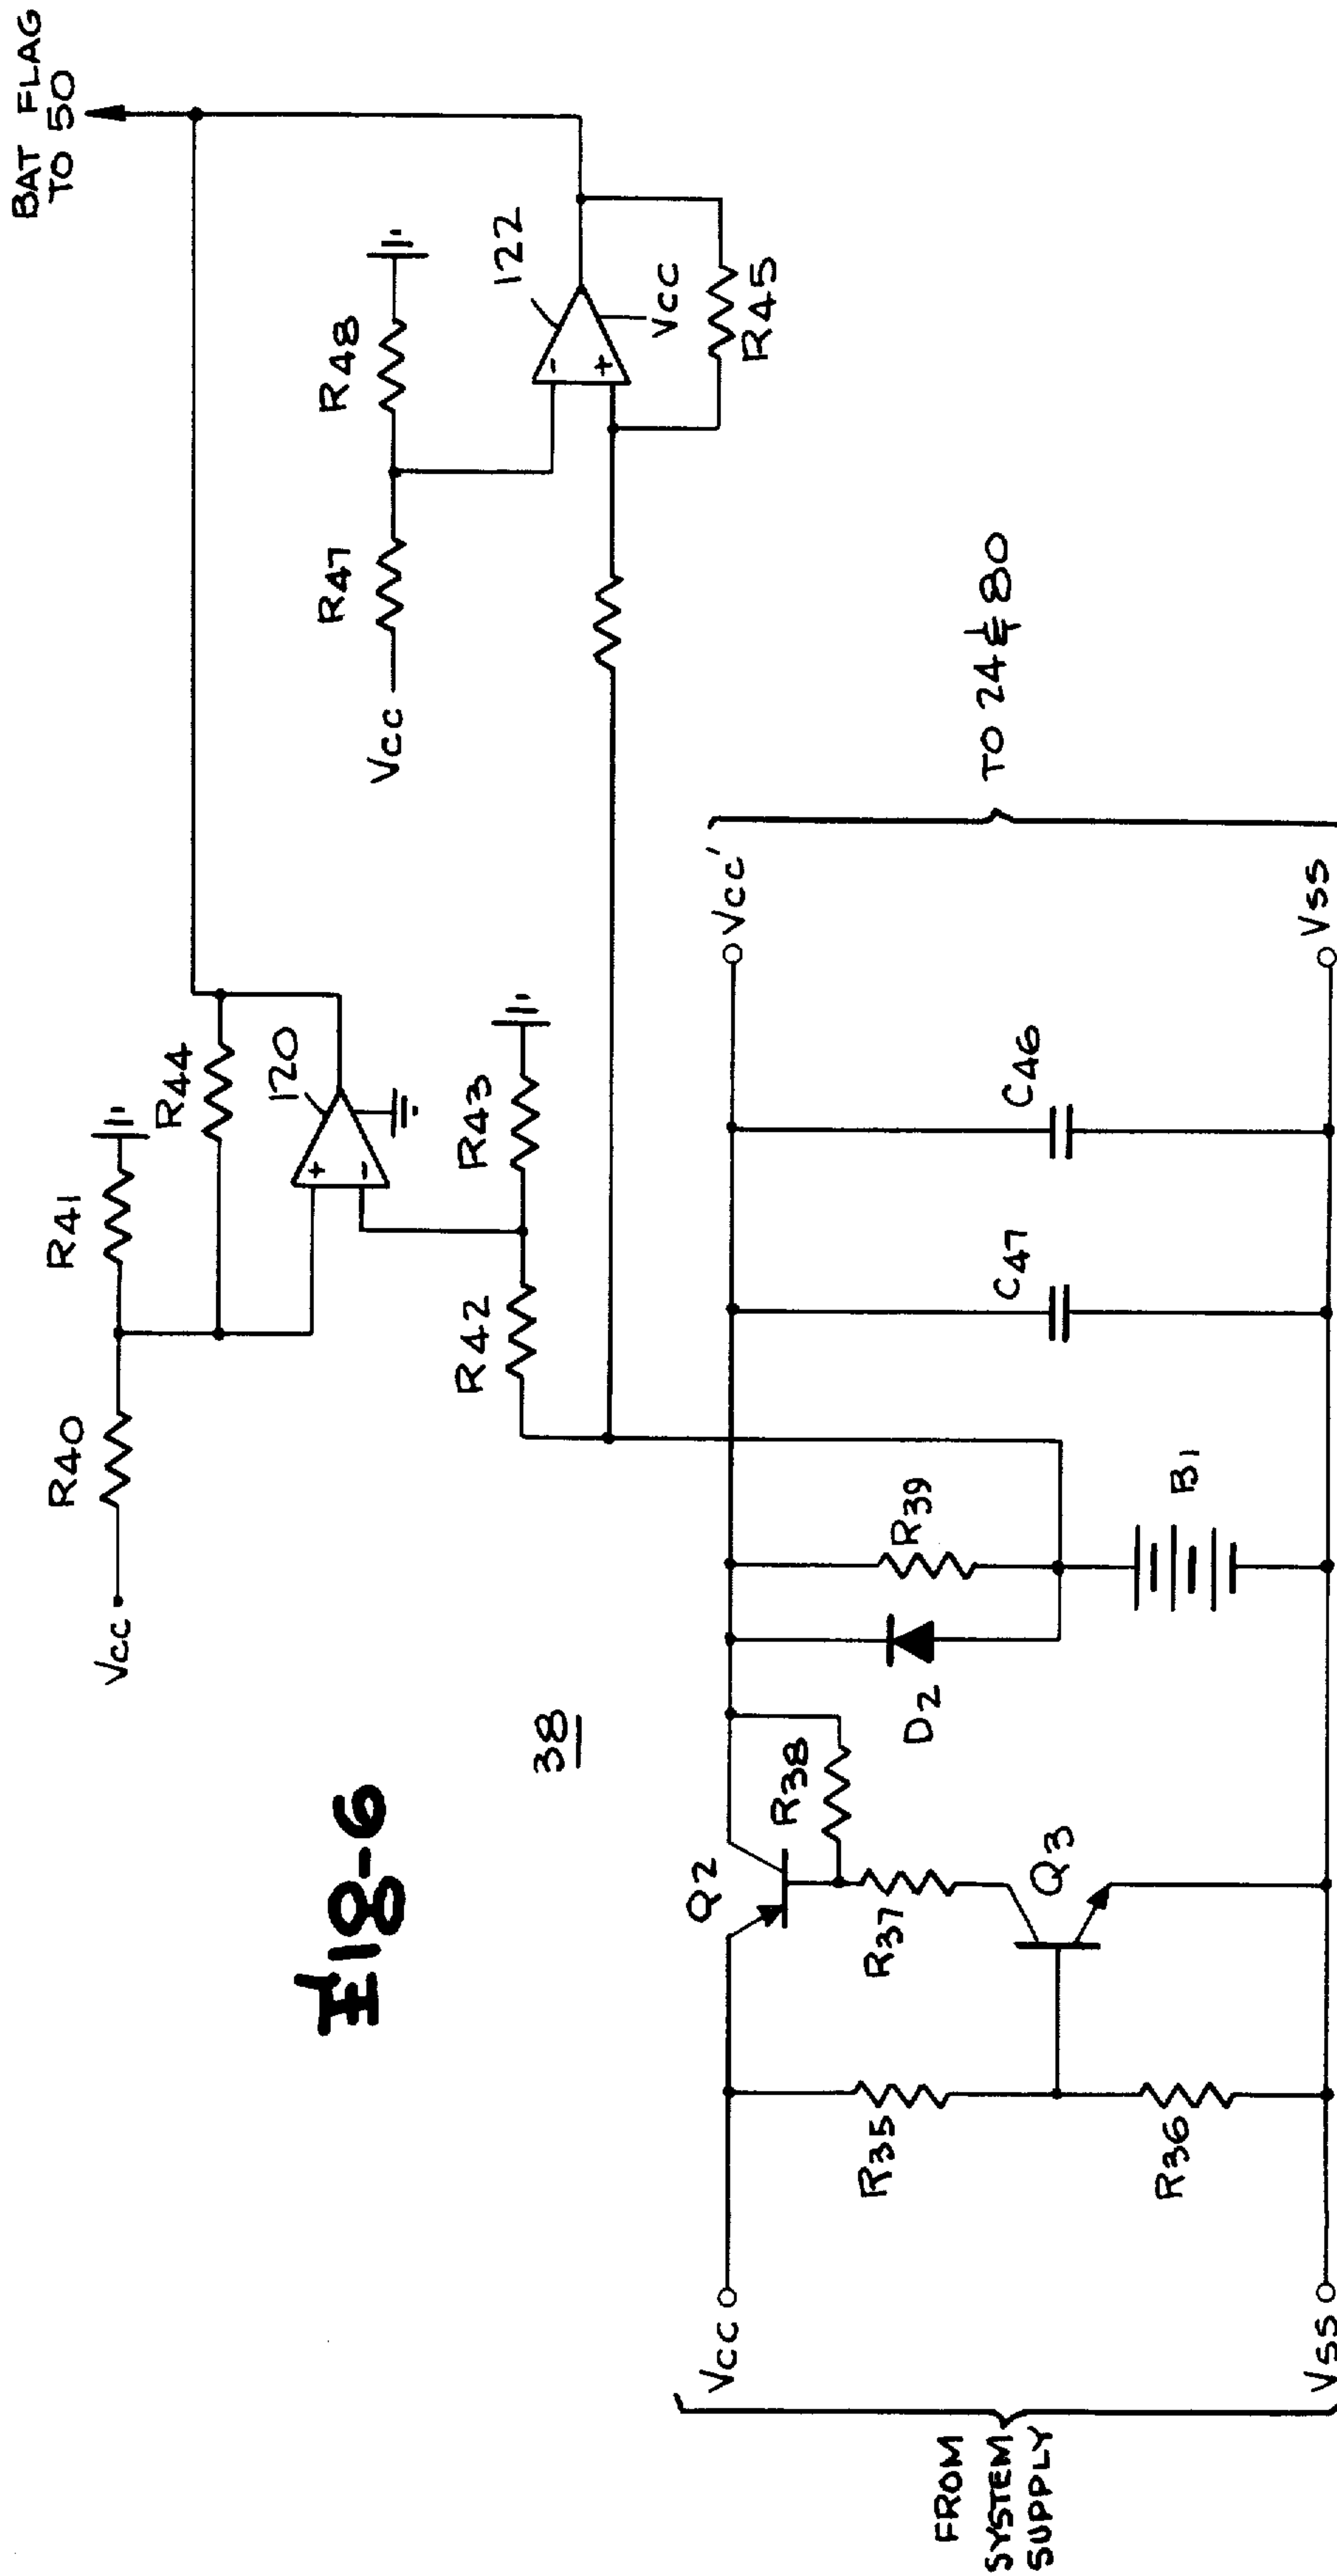 BAT FLAG
TO 50
R40
R41
Vcc
R44
120
R42
R43
R47
R48
Vcc
122
Vcc
R45
Fig-6
38
FROM
SYSTEM
SUPPLY
Vcc
Vss
R35
R36
Q2
R38
R37
Q3
D2
R39
B1
C47
C46
Vcc'
Vss
TO 24 & 80